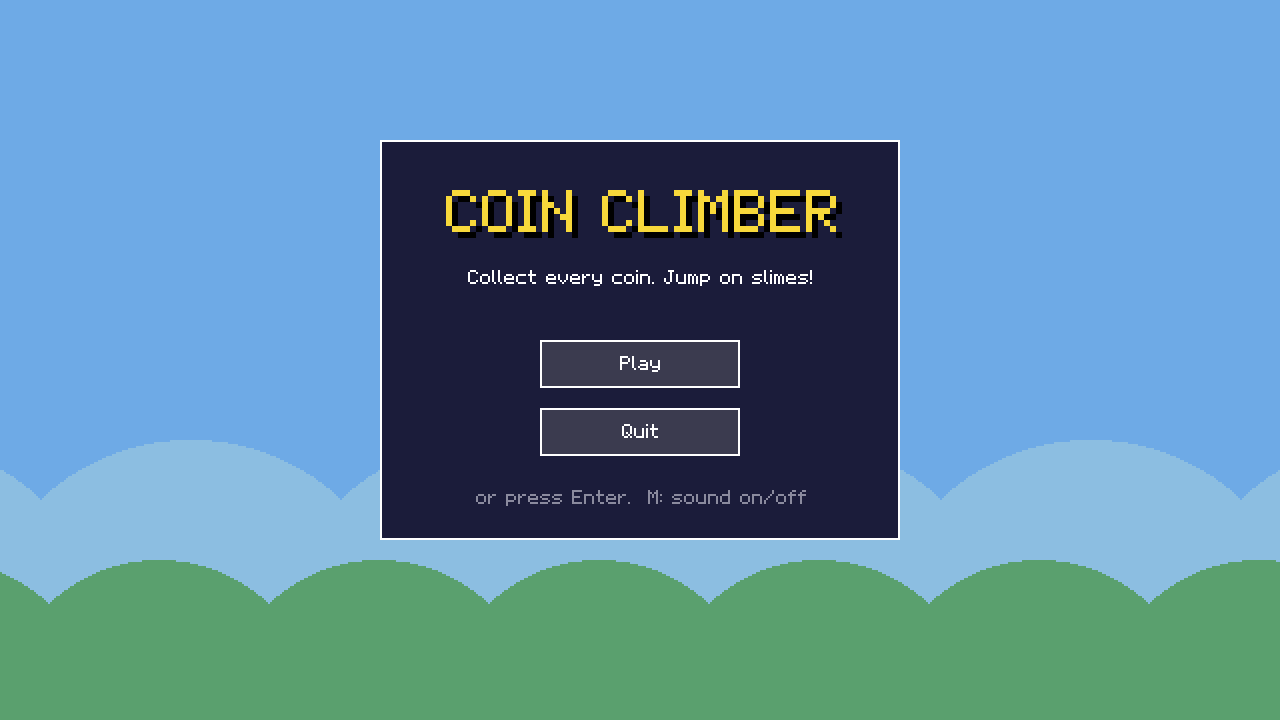 COIN CLIMBER
Collect every coin. Jump on slimes!
Play
Quit
or press Enter.  M: sound on/off